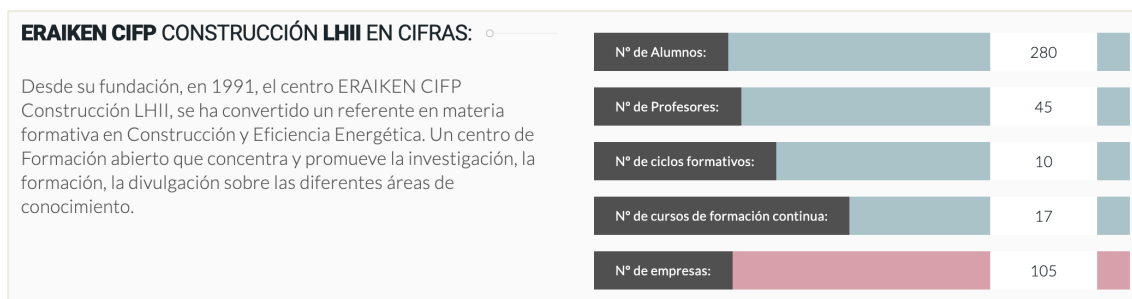 ERAIKEN CIFP CONSTRUCCIÓN LHII EN CIFRAS:
Desde su fundación, en 1991, el centro ERAIKEN CIFP
Construcción LHII, se ha convertido un referente en materia
formativa en Construcción y Eficiencia Energética. Un centro de
Formación abierto que concentra y promueve la investigación, la
formación, la divulgación sobre las diferentes áreas de
conocimiento.
Nº de Alumnos: 280
Nº de Profesores: 45
Nº de ciclos formativos: 10
Nº de cursos de formación continua: 17
Nº de empresas: 105